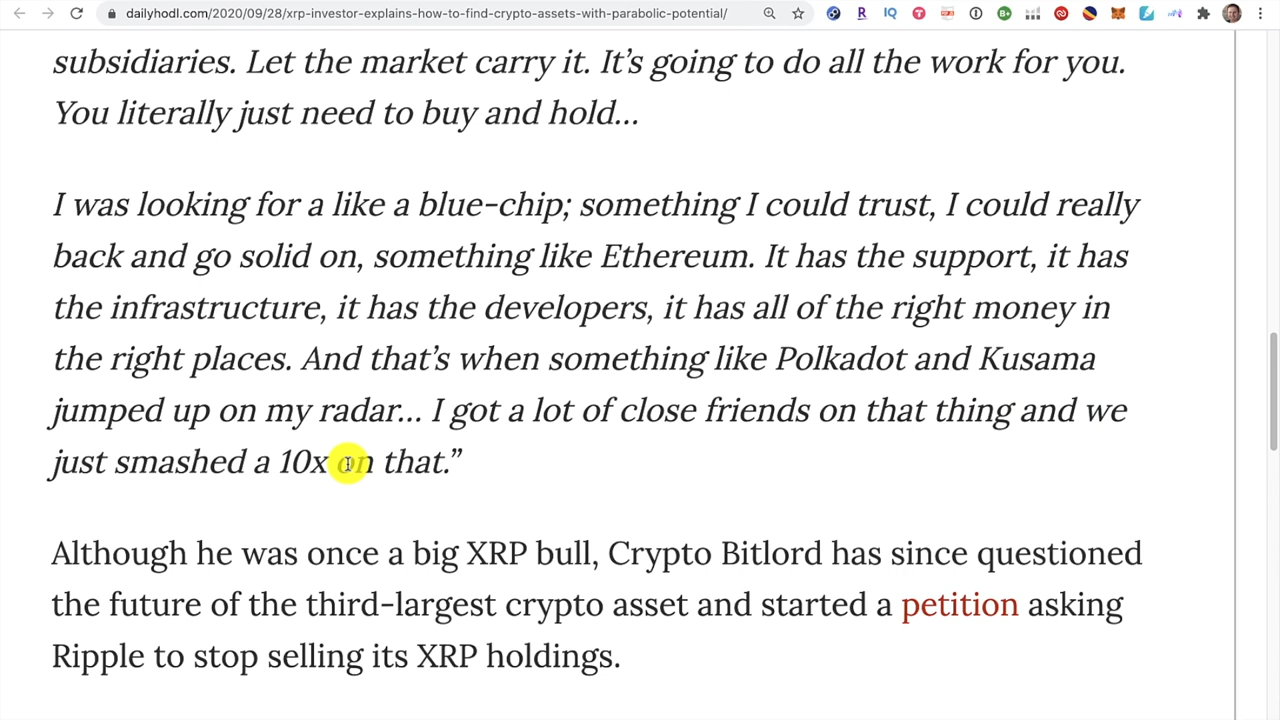 dailyhodl.com/2020/09/28/xrp-investor-explains-how-to-find-crypto-assets-with-parabolic-potential/
subsidiaries. Let the market carry it. It’s going to do all the work for you.
You literally just need to buy and hold…
I was looking for a like a blue-chip; something I could trust, I could really
back and go solid on, something like Ethereum. It has the support, it has
the infrastructure, it has the developers, it has all of the right money in
the right places. And that’s when something like Polkadot and Kusama
jumped up on my radar… I got a lot of close friends on that thing and we
just smashed a 10x on that.”
Although he was once a big XRP bull, Crypto Bitlord has since questioned
the future of the third-largest crypto asset and started a petition asking
Ripple to stop selling its XRP holdings.